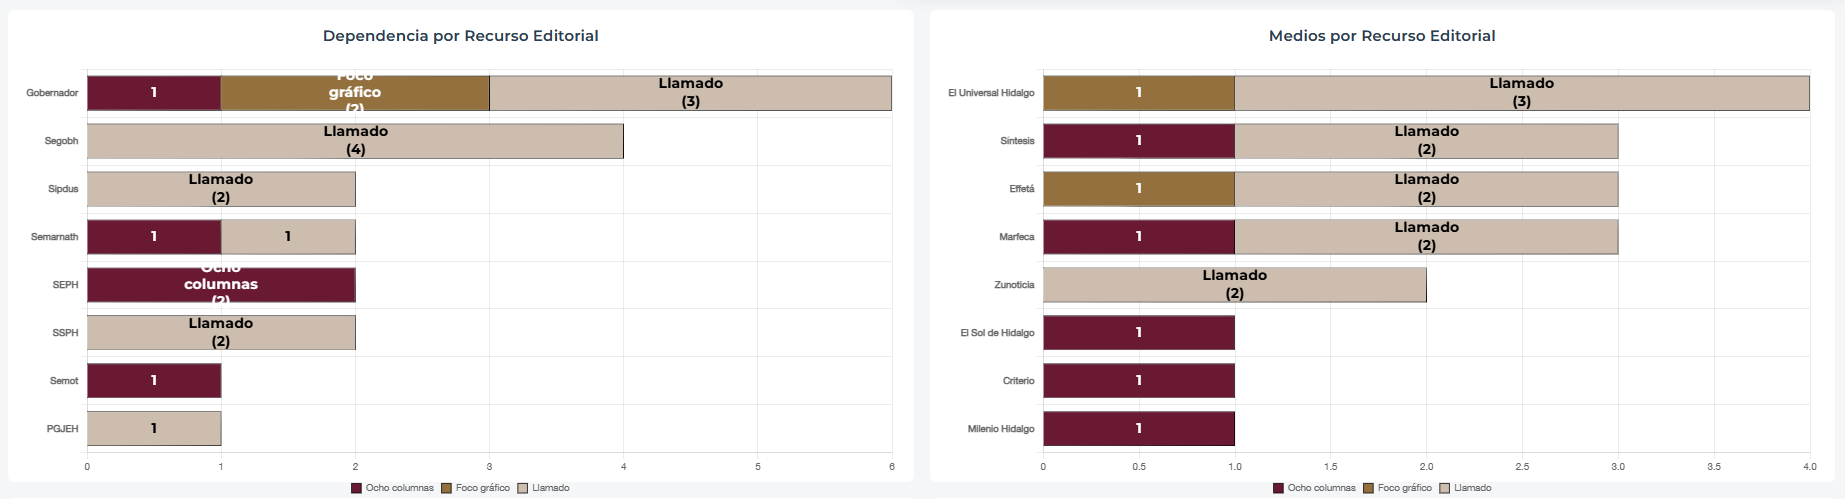 Dependencia por Recurso Editorial
Gobernador
1
Foco
gráfico
(2)
Llamado
(3)
Segobh
Llamado
(4)
Sipdus
Llamado
(2)
Semarnath
1
1
SEPH
Ocho
columnas
(2)
SSPH
Llamado
(2)
Semot
1
PGJEH
1
0 1 2 3 4 5 6
Ocho columnas Foco gráfico Llamado
Medios por Recurso Editorial
El Universal Hidalgo
1
Llamado
(3)
Síntesis
1
Llamado
(2)
Effetá
1
Llamado
(2)
Marfeca
1
Llamado
(2)
Zunoticia
Llamado
(2)
El Sol de Hidalgo
1
Criterio
1
Milenio Hidalgo
1
0 0.5 1.0 1.5 2.0 2.5 3.0 3.5 4.0
Ocho columnas Foco gráfico Llamado